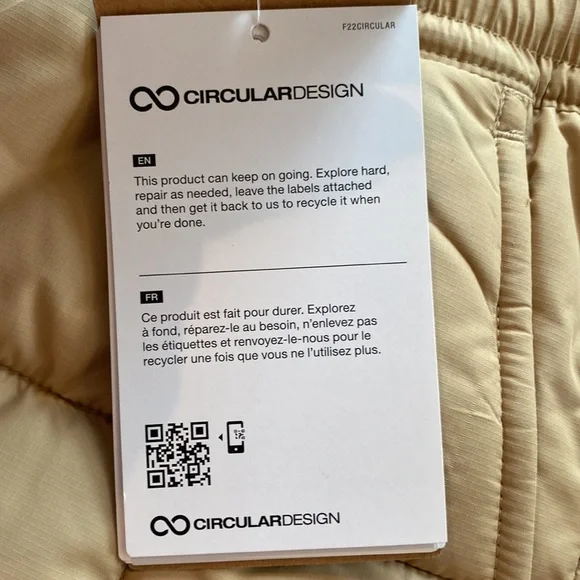 F22CIRCULAR
CIRCULARDESIGN
EN
This product can keep on going. Explore hard,
repair as needed, leave the labels attached
and then get it back to us to recycle it when
you're done.
FR
Ce produit est fait pour durer. Explorez
à fond, réparez-le au besoin, n'enlevez pas
les étiquettes et renvoyez-le-nous pour le
recycler une fois que vous ne l'utilisez plus.
CIRCULARDESIGN